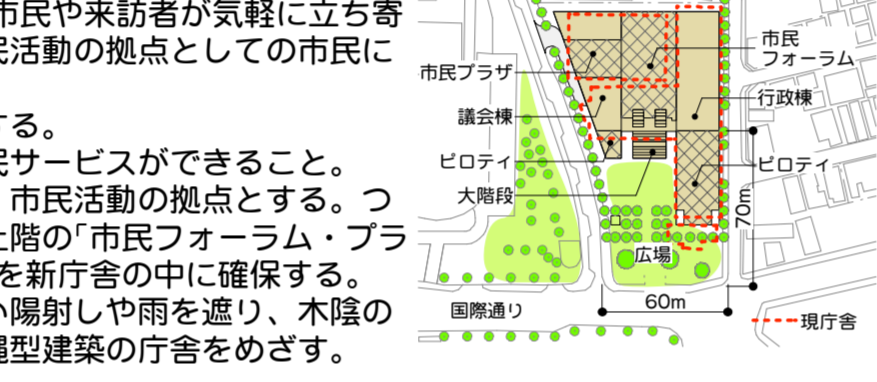 市民や来訪者が気軽に立ち寄
民活動の拠点としての市民に
する。
民サービスができること。
市民活動の拠点とする。つ
上階の「市民フォーラム・プラ
を新庁舎の中に確保する。
い陽射しや雨を遮り、木陰の
縄型建築の庁舎をめざす。
市民
フォーラム
市民プラザ
行政棟
議会棟
ピロティ
ピロティ
大階段
70m
広場
60m
国際通り
現庁舎